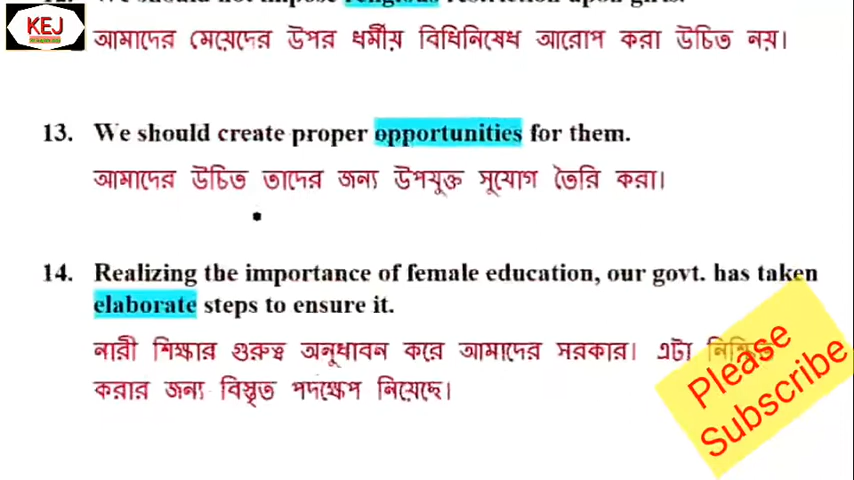 KEJ
আমাদের মেয়েদের উপর ধর্মীয় বিধিনিষেধ আরোপ করা উচিত নয়।
13. We should create proper opportunities for them.
আমাদের উচিত তাদের জন্য উপযুক্ত সুযোগ তৈরি করা।
14. Realizing the importance of female education, our govt. has taken
elaborate steps to ensure it.
নারী শিক্ষার গুরুত্ব অনুধাবন করে আমাদের সরকার। এটা
করার জন্য বিস্তৃত পদক্ষেপ নিয়েছে।
Please
Subscribe